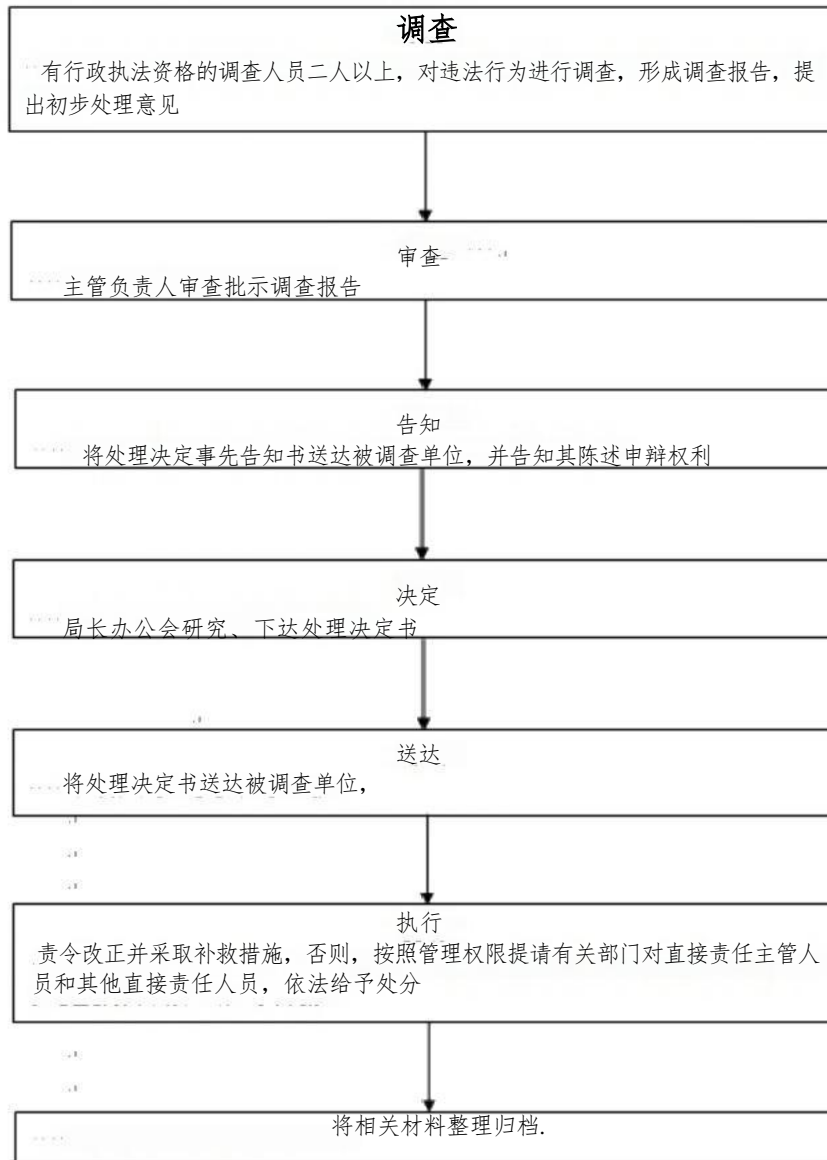 调查
有行政执法资格的调查人员二人以上，对违法行为进行调查，形成调查报告，提
出初步处理意见
审查
主管负责人审查批示调查报告
告知
将处理决定事先告知书送达被调查单位，并告知其陈述申辩权利
决定
局长办公会研究、下达处理决定书
送达
将处理决定书送达被调查单位，
执行
责令改正并采取补救措施，否则，按照管理权限提请有关部门对直接责任主管人
员和其他直接责任人员，依法给予处分
将相关材料整理归档.